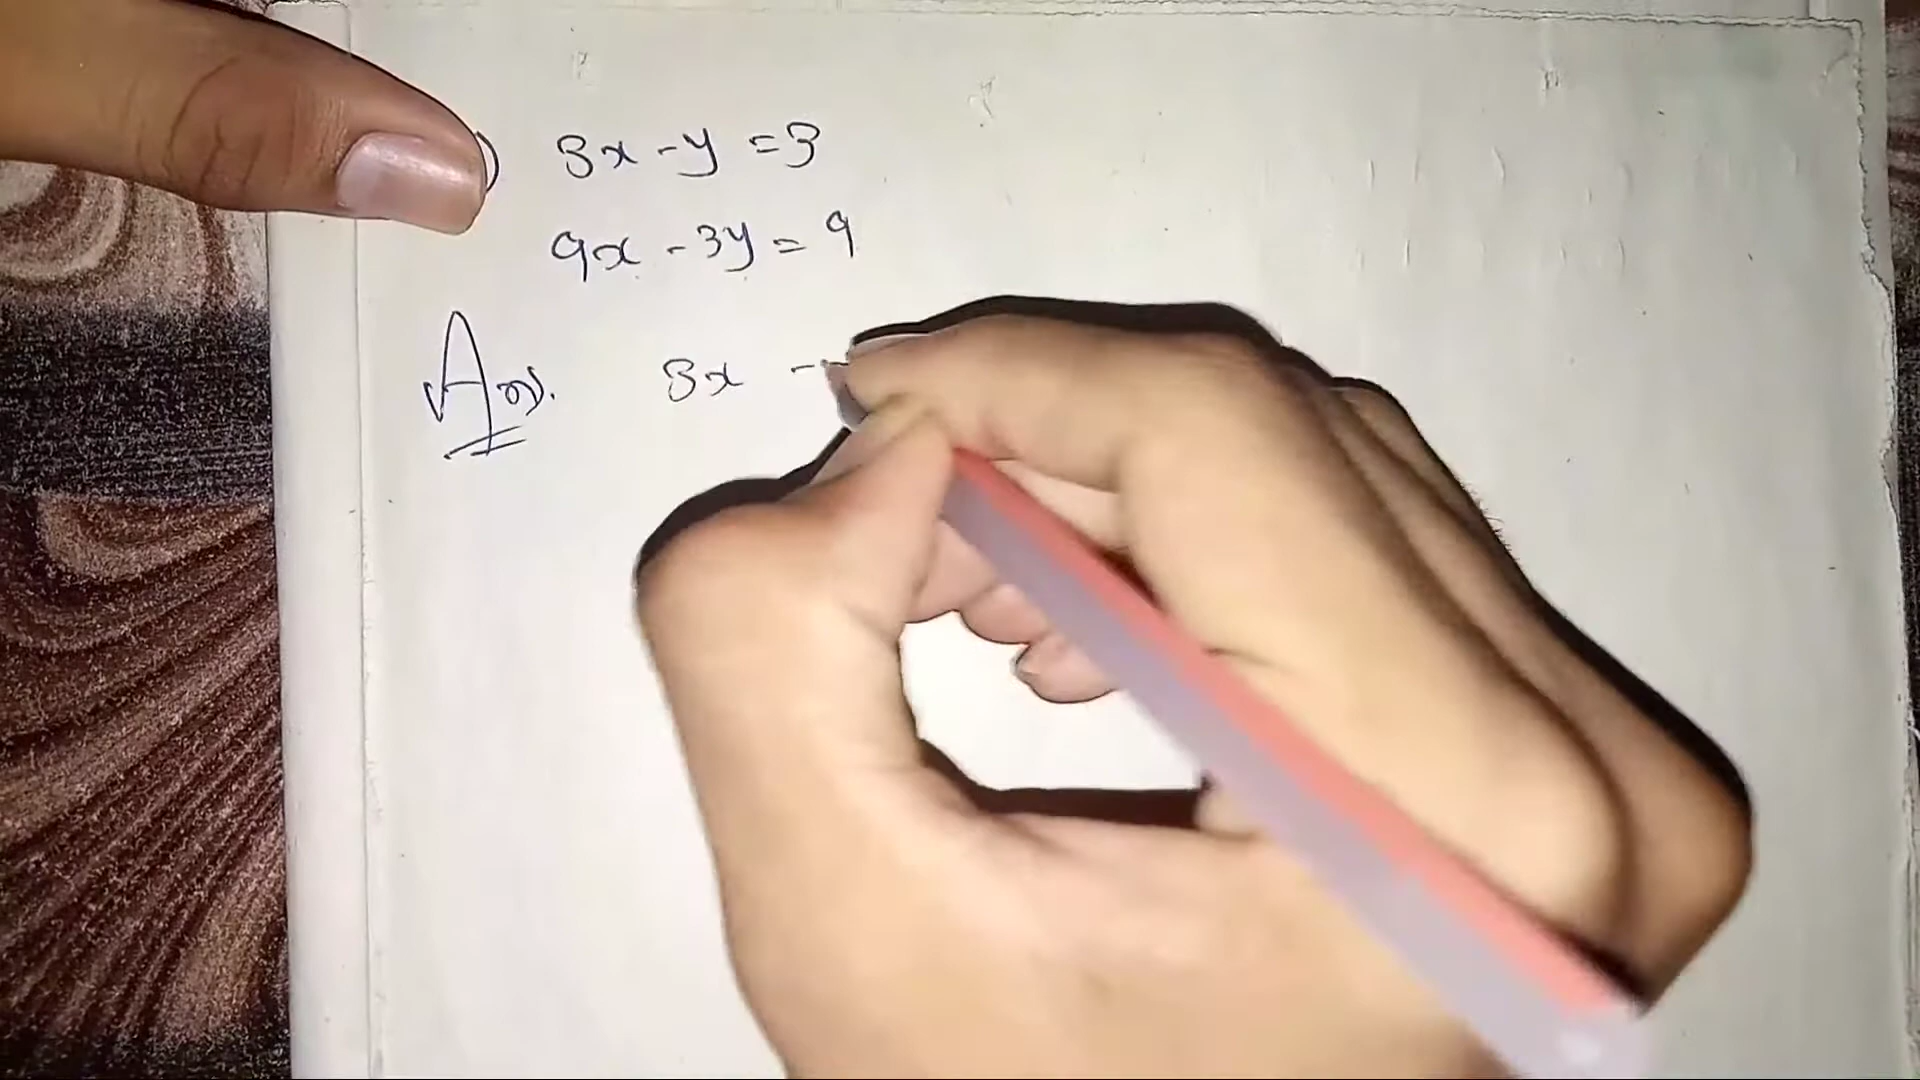 ) 3x - y = 3
9x - 3y = 9
Ans. 3x -